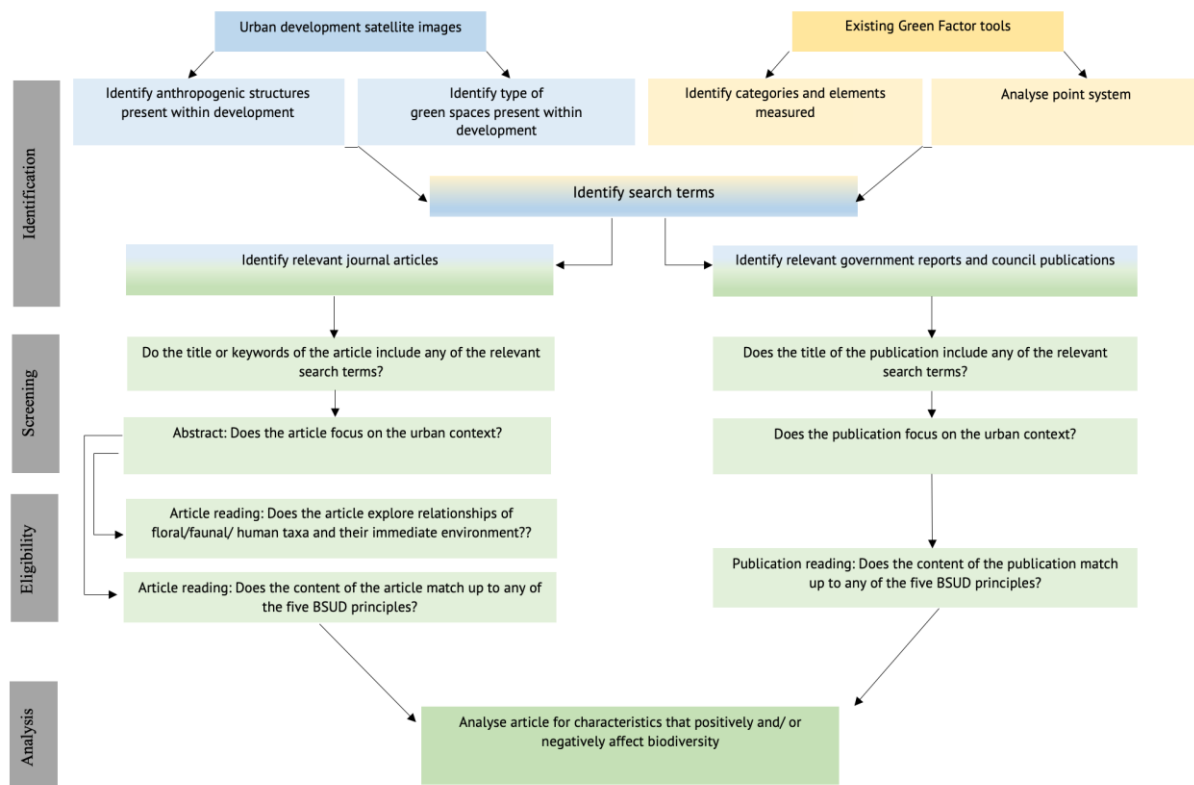 Urban development satellite images
Existing Green Factor tools
Identify anthropogenic structures
present within development
Identify type of
green spaces present within
development
Identify categories and elements
measured
Analyse point system
Identification
Identify search terms
Identify relevant journal articles
Identify relevant government reports and council publications
Screening
Do the title or keywords of the article include any of the relevant
search terms?
Does the title of the publication include any of the relevant
search terms?
Abstract: Does the article focus on the urban context?
Does the publication focus on the urban context?
Eligibility
Article reading: Does the article explore relationships of
floral/faunal/ human taxa and their immediate environment??
Article reading: Does the content of the article match up to any of
the five BSUD principles?
Publication reading: Does the content of the publication match
up to any of the five BSUD principles?
Analysis
Analyse article for characteristics that positively and/ or
negatively affect biodiversity